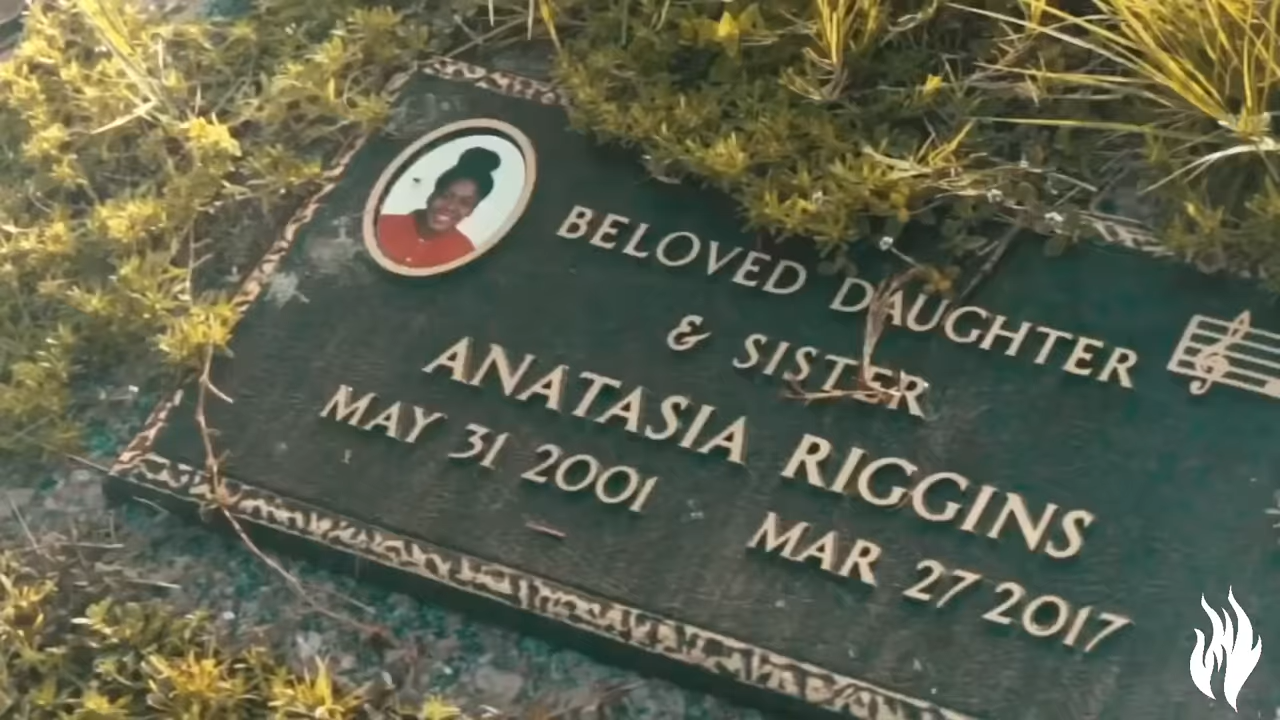 BELOVED DAUGHTER
& SISTER
ANATASIA RIGGINS
MAY 31 2001 MAR 27 2017